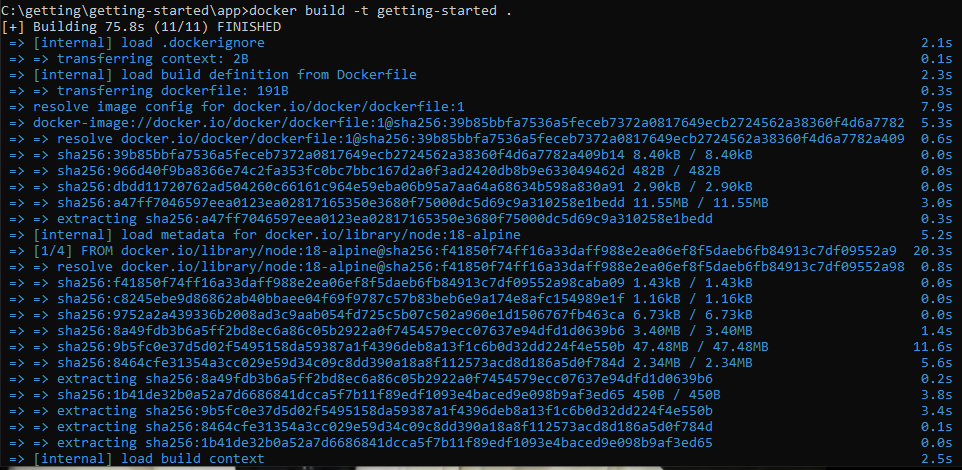 C:\getting\getting-started\app>docker build -t getting-started .
[+] Building 75.8s (11/11) FINISHED
=> [internal] load .dockerignore 2.1s
=> => transferring context: 2B 0.1s
=> [internal] load build definition from Dockerfile 2.3s
=> => transferring dockerfile: 191B 0.3s
=> resolve image config for docker.io/docker/dockerfile:1 7.9s
=> docker-image://docker.io/docker/dockerfile:1@sha256:39b85bbfa7536a5feceb7372a0817649ecb2724562a38360f4d6a7782 5.3s
=> => resolve docker.io/docker/dockerfile:1@sha256:39b85bbfa7536a5feceb7372a0817649ecb2724562a38360f4d6a7782a409 0.6s
=> => sha256:39b85bbfa7536a5feceb7372a0817649ecb2724562a38360f4d6a7782a409b14 8.40kB / 8.40kB 0.0s
=> => sha256:966d40f9ba8366e74c2fa353fc0bc7bbc167d2a0f3ad2420db8b9e633049462d 482B / 482B 0.0s
=> => sha256:dbdd11720762ad504260c66161c964e59eba06b95a7aa64a68634b598a830a91 2.90kB / 2.90kB 0.0s
=> => sha256:a47ff7046597eea0123ea02817165350e3680f75000dc5d69c9a310258e1bedd 11.55MB / 11.55MB 3.0s
=> => extracting sha256:a47ff7046597eea0123ea02817165350e3680f75000dc5d69c9a310258e1bedd 0.3s
=> [internal] load metadata for docker.io/library/node:18-alpine 5.2s
=> [1/4] FROM docker.io/library/node:18-alpine@sha256:f41850f74ff16a33daff988e2ea06ef8f5daeb6fb84913c7df09552a9 20.3s
=> => resolve docker.io/library/node:18-alpine@sha256:f41850f74ff16a33daff988e2ea06ef8f5daeb6fb84913c7df09552a98 0.8s
=> => sha256:f41850f74ff16a33daff988e2ea06ef8f5daeb6fb84913c7df09552a98caba09 1.43kB / 1.43kB 0.0s
=> => sha256:c8245ebe9d86862ab40bbaee04f69f9787c57b83beb6e9a174e8afc154989e1f 1.16kB / 1.16kB 0.0s
=> => sha256:9752a2a439336b2008ad3c9aab054fd725c5b07c502a960e1d1506767fb463ca 6.73kB / 6.73kB 0.0s
=> => sha256:8a49fdb3b6a5ff2bd8ec6a86c05b2922a0f7454579ecc07637e94dfd1d0639b6 3.40MB / 3.40MB 1.4s
=> => sha256:9b5fc0e37d5d02f5495158da59387a1f4396deb8a13f1c6b0d32dd224f4e550b 47.48MB / 47.48MB 11.6s
=> => sha256:8464cfe31354a3cc029e59d34c09c8dd390a18a8f112573acd8d186a5d0f784d 2.34MB / 2.34MB 5.6s
=> => extracting sha256:8a49fdb3b6a5ff2bd8ec6a86c05b2922a0f7454579ecc07637e94dfd1d0639b6 0.2s
=> => sha256:1b41de32b0a52a7d6686841dcca5f7b11f89edf1093e4baced9e098b9af3ed65 450B / 450B 3.8s
=> => extracting sha256:9b5fc0e37d5d02f5495158da59387a1f4396deb8a13f1c6b0d32dd224f4e550b 3.4s
=> => extracting sha256:8464cfe31354a3cc029e59d34c09c8dd390a18a8f112573acd8d186a5d0f784d 0.1s
=> => extracting sha256:1b41de32b0a52a7d6686841dcca5f7b11f89edf1093e4baced9e098b9af3ed65 0.0s
=> [internal] load build context 2.5s